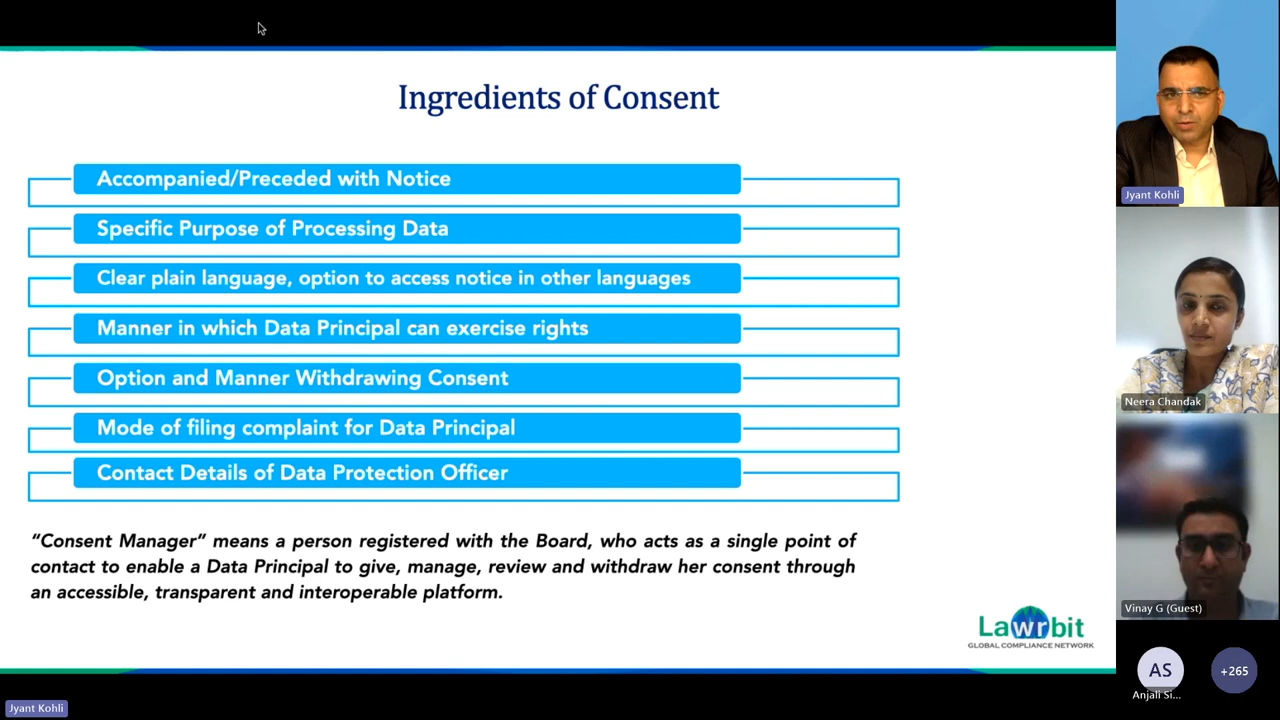 Ingredients of Consent
Accompanied/Preceded with Notice
Specific Purpose of Processing Data
Clear plain language, option to access notice in other languages
Manner in which Data Principal can exercise rights
Option and Manner Withdrawing Consent
Mode of filing complaint for Data Principal
Contact Details of Data Protection Officer
“Consent Manager” means a person registered with the Board, who acts as a single point of
contact to enable a Data Principal to give, manage, review and withdraw her consent through
an accessible, transparent and interoperable platform.
Lawrbit
GLOBAL COMPLIANCE NETWORK
Jyant Kohli
Jyant Kohli
Neera Chandak
Vinay G (Guest)
AS
Anjali Si...
+265